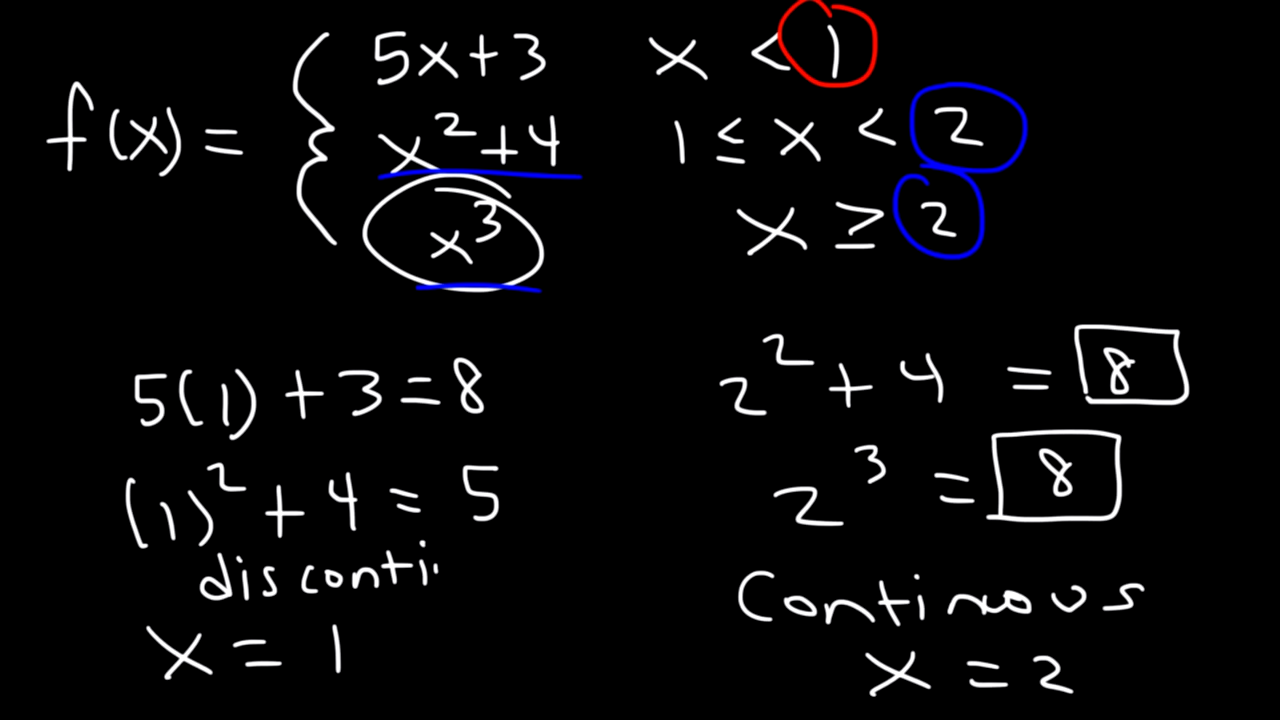 f(x) = { 5x+3 x < 1
x²+4 1 ≤ x < 2
x³ x ≥ 2
5(1) + 3 = 8
(1)² + 4 = 5
disconti
x = 1
2² + 4 = 8
2³ = 8
Continuous
x = 2